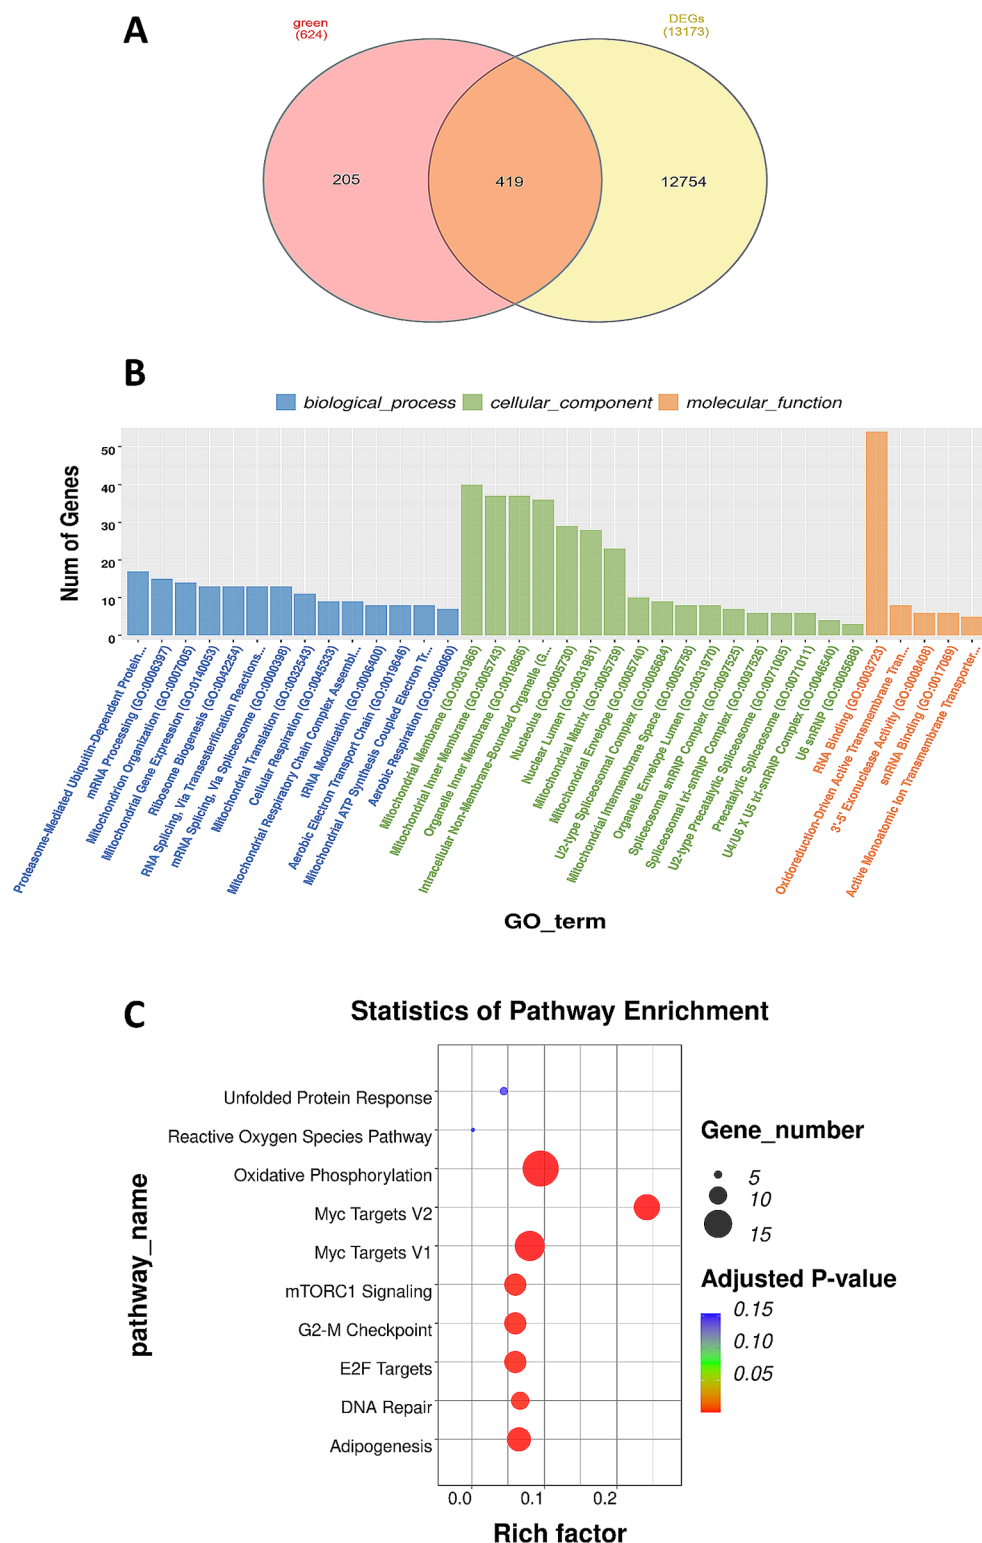 A
green
(624)
DEGs
(13173)
205
419
12754
B
biological_process
cellular_component
molecular_function
Num of Genes
50
40
30
20
10
0
Proteasome-Mediated Ubiquitin-Dependent Protein...
mRNA Processing (GO:0006397)
Mitochondrion Organization (GO:0007005)
Mitochondrial Gene Expression (GO:0140053)
Ribosome Biogenesis (GO:0042254)
RNA Splicing, Via Transesterification Reactions...
mRNA Splicing, Via Spliceosome (GO:0000398)
Mitochondrial Translation (GO:0032543)
Cellular Respiration (GO:0045333)
Mitochondrial Respiratory Chain Complex Assembl...
tRNA Modification (GO:0006400)
Aerobic Electron Transport Chain (GO:0019646)
Mitochondrial ATP Synthesis Coupled Electron Tr...
Aerobic Respiration (GO:0009060)
Mitochondrial Membrane (GO:0031966)
Mitochondrial Inner Membrane (GO:0005743)
Organelle Inner Membrane (GO:0019866)
Intracellular Non-Membrane-Bounded Organelle (G...
Nucleolus (GO:0005730)
Nuclear Lumen (GO:0031981)
Mitochondrial Matrix (GO:0005759)
Mitochondrial Envelope (GO:0005740)
U2-type Spliceosomal Complex (GO:0005684)
Mitochondrial Intermembrane Space (GO:0005758)
Organelle Envelope Lumen (GO:0031970)
Spliceosomal snRNP Complex (GO:0097525)
Spliceosomal tri-snRNP Complex (GO:0097526)
U2-type Precatalytic Spliceosome (GO:0071005)
Precatalytic Spliceosome (GO:0071011)
U4/U6 X U5 tri-snRNP Complex (GO:0046540)
U6 snRNP (GO:0005688)
RNA Binding (GO:0003723)
Oxidoreduction-Driven Active Transmembrane Tran...
3'-5' Exonuclease Activity (GO:0008408)
snRNA Binding (GO:0017069)
Active Monoatomic Ion Transmembrane Transporter...
GO_term
C
Statistics of Pathway Enrichment
pathway_name
Unfolded Protein Response
Reactive Oxygen Species Pathway
Oxidative Phosphorylation
Myc Targets V2
Myc Targets V1
mTORC1 Signaling
G2-M Checkpoint
E2F Targets
DNA Repair
Adipogenesis
0.0
0.1
0.2
Rich factor
Gene_number
5
10
15
Adjusted P-value
0.15
0.10
0.05